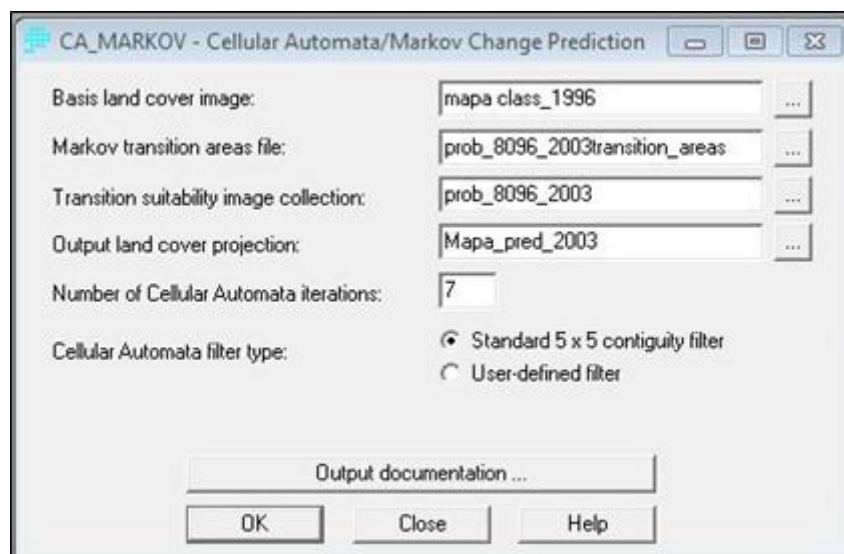 CA_MARKOV - Cellular Automata/Markov Change Prediction
Basis land cover image: mapa class_1996 ...
Markov transition areas file: prob_8096_2003transition_areas ...
Transition suitability image collection: prob_8096_2003 ...
Output land cover projection: Mapa_pred_2003 ...
Number of Cellular Automata iterations: 7
Cellular Automata filter type: Standard 5 x 5 contiguity filter
User-defined filter
Output documentation ...
OK Close Help